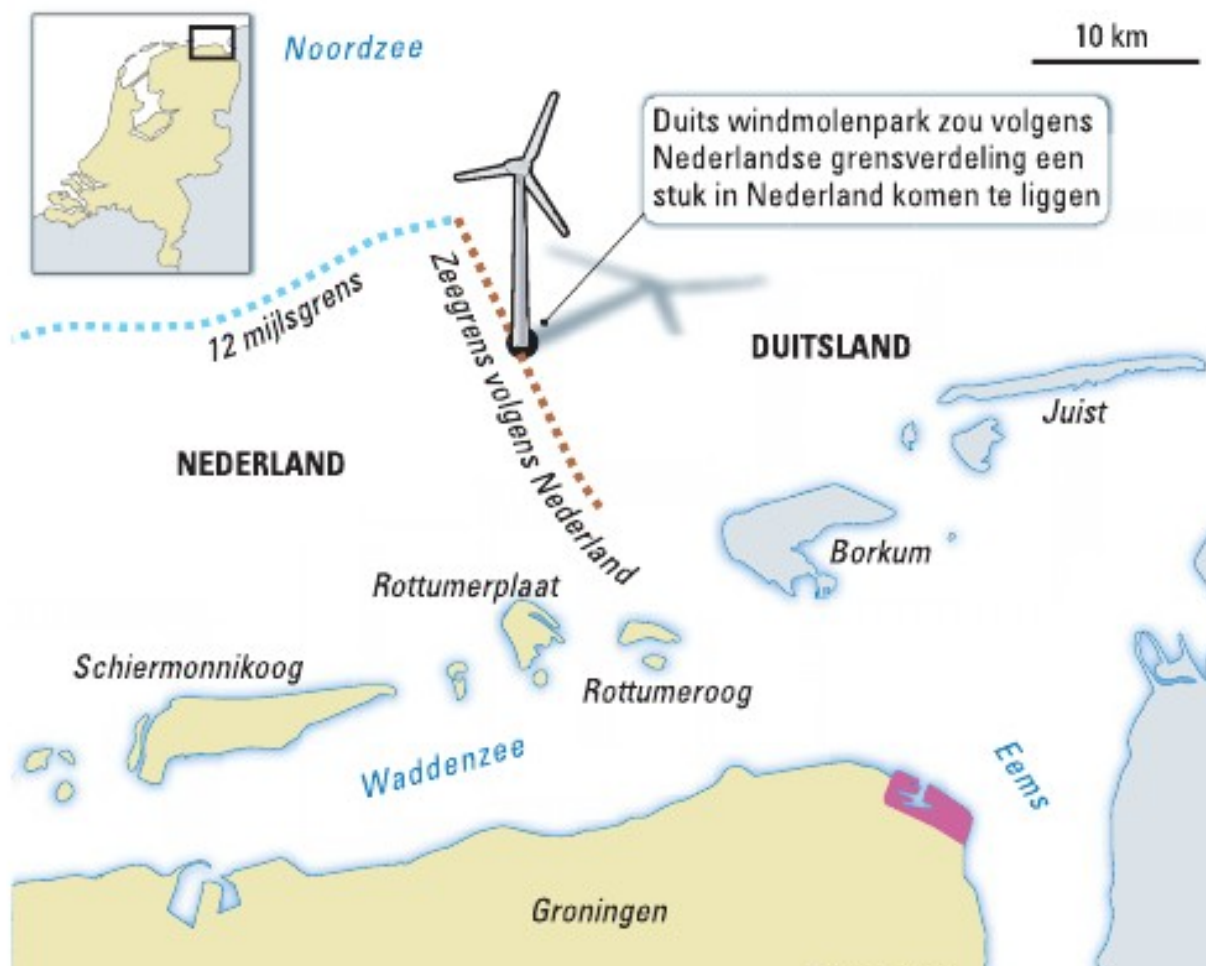 Noordzee
10 km
Duits windmolenpark zou volgens
Nederlandse grensverdeling een
stuk in Nederland komen te liggen
12 mijlsgrens
Zeegrens volgens Nederland
DUITSLAND
Juist
NEDERLAND
Borkum
Rottumerplaat
Schiermonnikoog
Rottumeroog
Waddenzee
Eems
Groningen